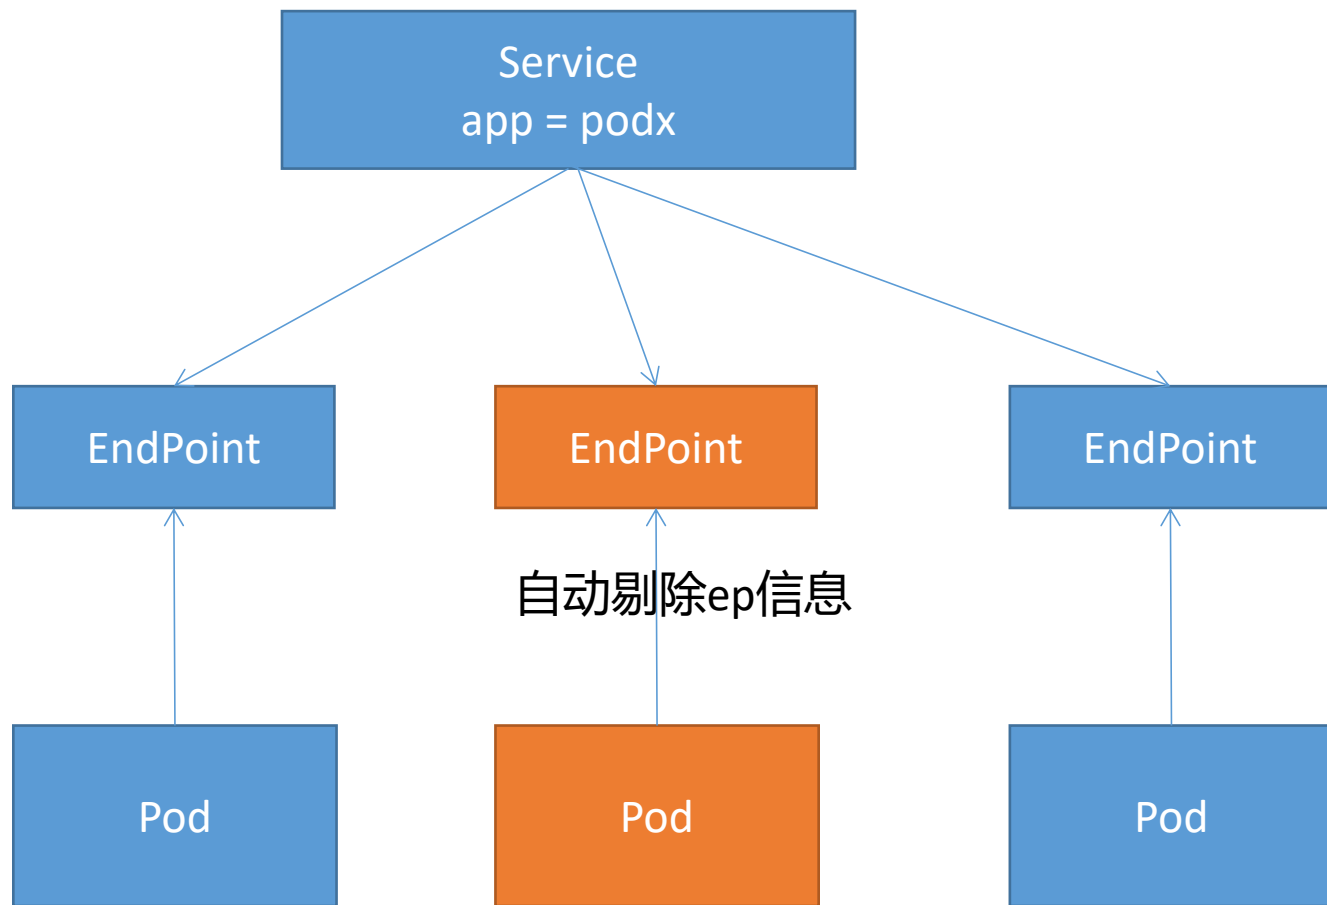 Service
app = podx
EndPoint
EndPoint
EndPoint
自动剔除ep信息
Pod
Pod
Pod